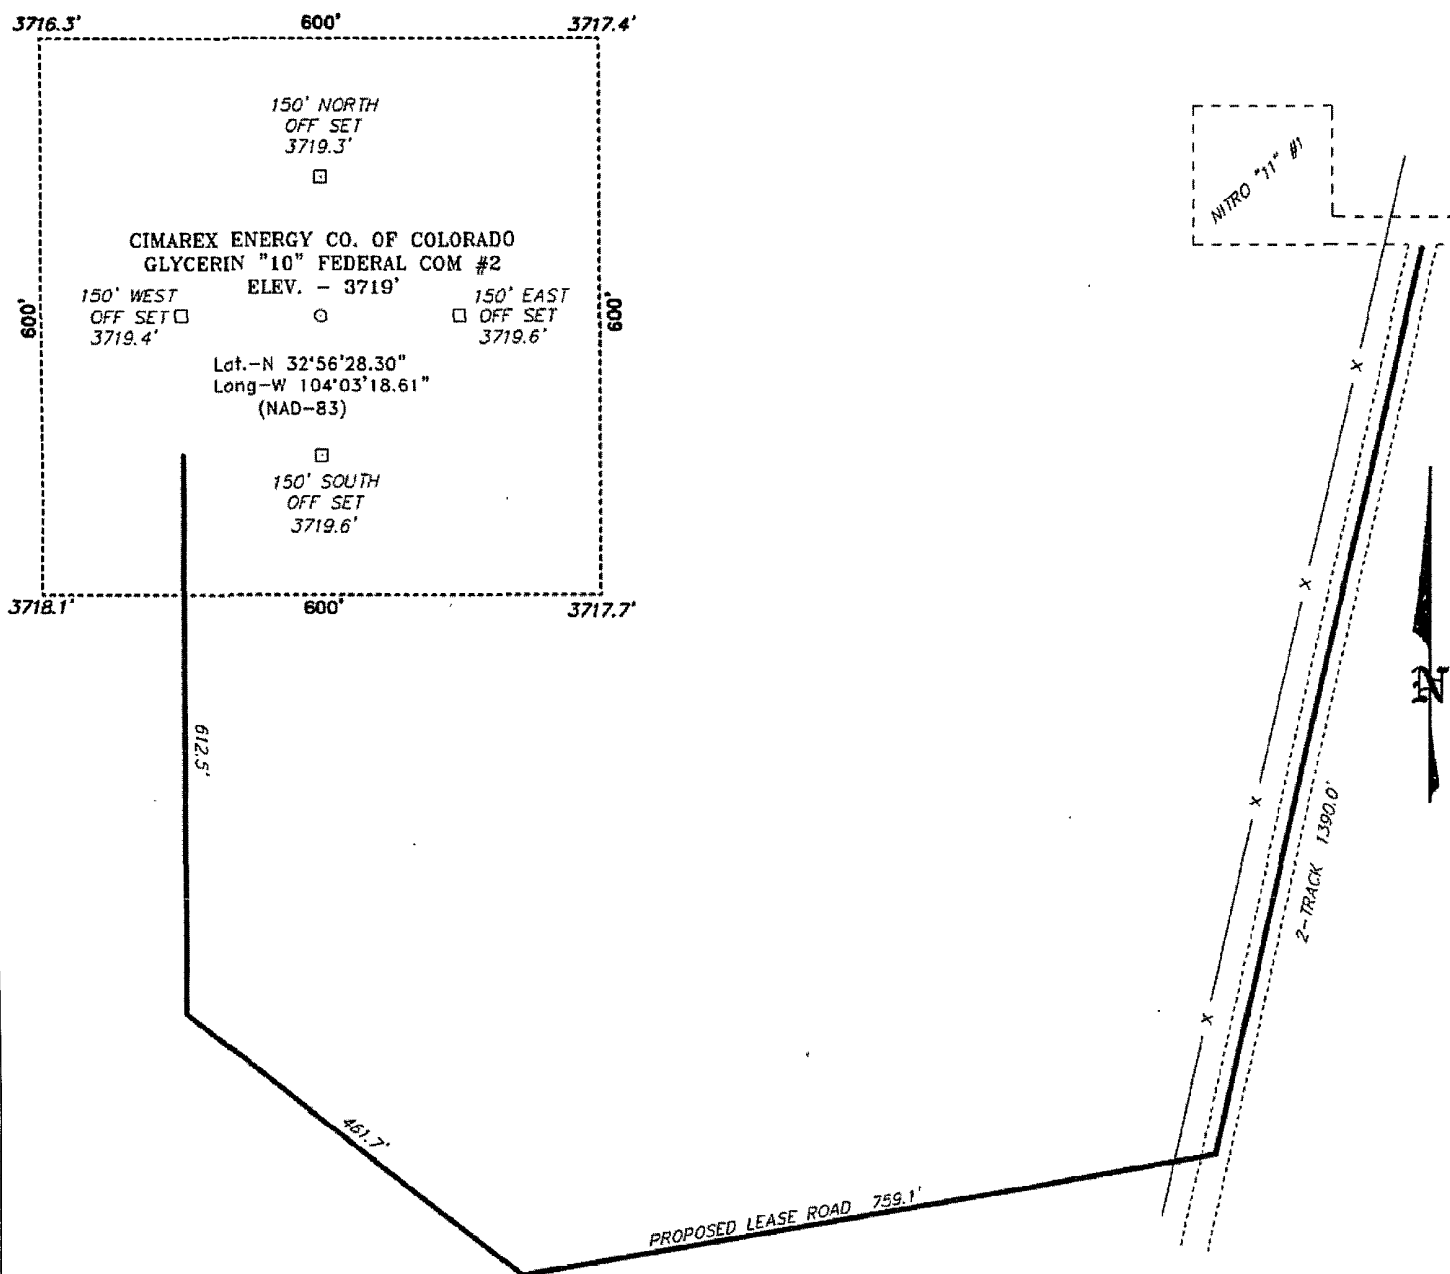 3716.3'
600'
3717.4'
150' NORTH
OFF SET
3719.3'
NITRO "11" #1
CIMAREX ENERGY CO. OF COLORADO
GLYCERIN "10" FEDERAL COM #2
ELEV. - 3719'
150' WEST
OFF SET
3719.4'
150' EAST
OFF SET
3719.6'
600'
600'
Lat.-N 32°56'28.30"
Long-W 104°03'18.61"
(NAD-83)
150' SOUTH
OFF SET
3719.6'
3718.1'
600'
3717.7'
X
X
X
X
N
612.5'
2-TRACK 1390.0'
461.7'
PROPOSED LEASE ROAD 759.1'